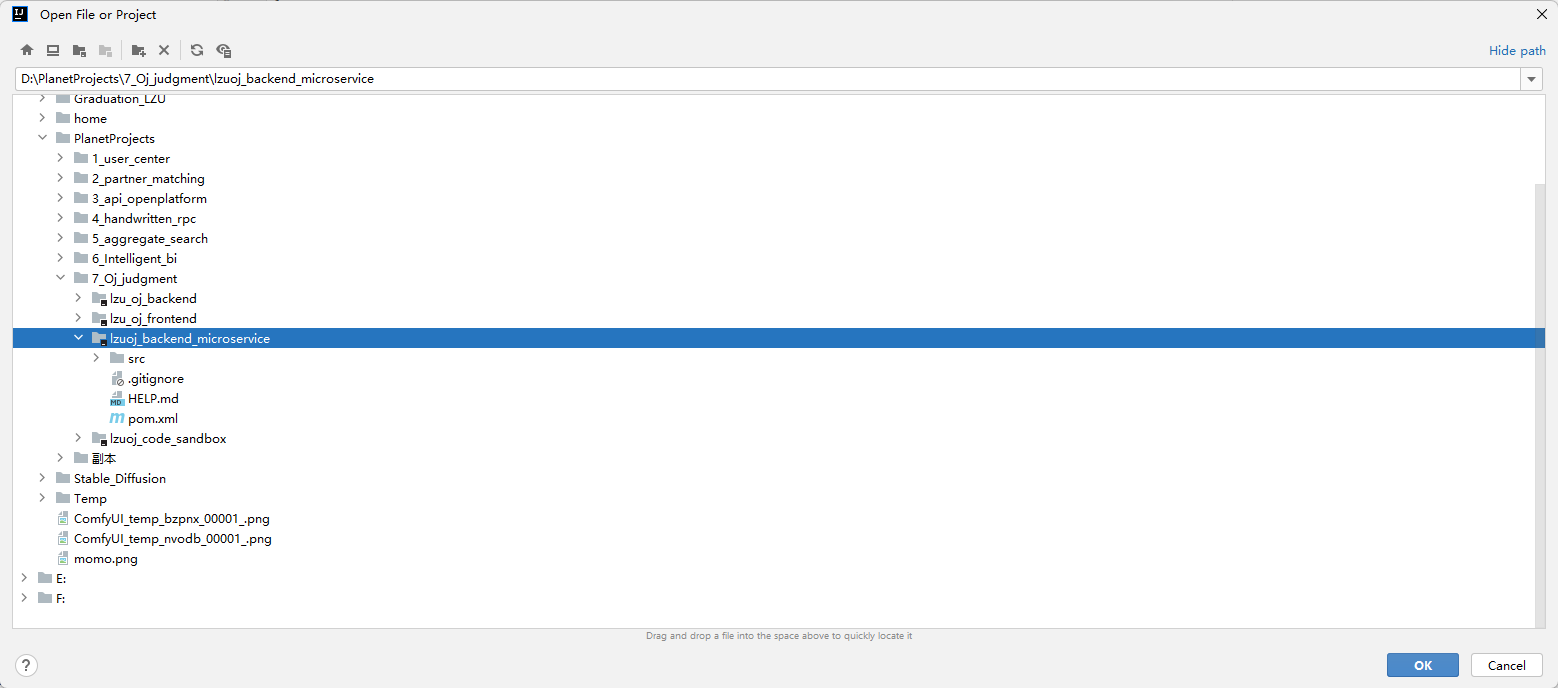 Open File or Project
Hide path
D:\PlanetProjects\7_Oj_judgment\lzuoj_backend_microservice
Graduation_LZU
home
PlanetProjects
1_user_center
2_partner_matching
3_api_openplatform
4_handwritten_rpc
5_aggregate_search
6_Intelligent_bi
7_Oj_judgment
lzu_oj_backend
lzu_oj_frontend
lzuoj_backend_microservice
src
.gitignore
HELP.md
pom.xml
lzuoj_code_sandbox
副本
Stable_Diffusion
Temp
ComfyUI_temp_bzpnx_00001_.png
ComfyUI_temp_nvodb_00001_.png
momo.png
E:
F:
Drag and drop a file into the space above to quickly locate it
? OK Cancel